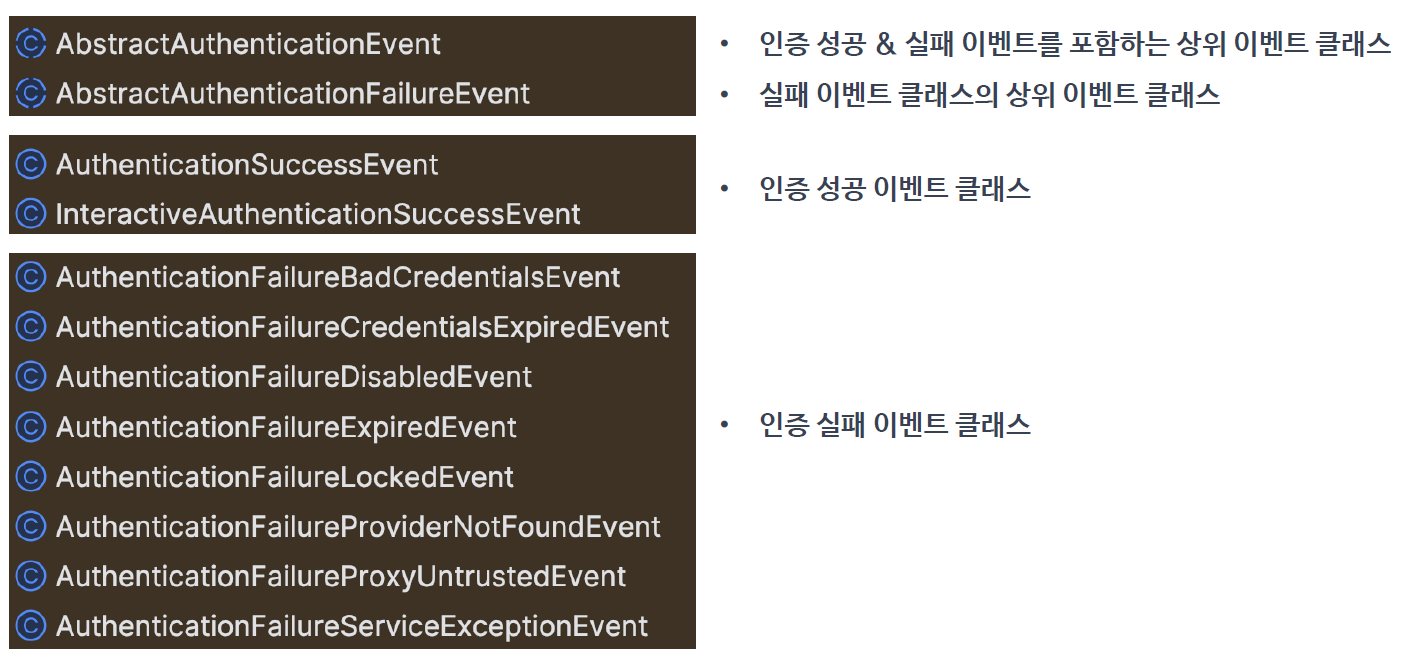 AbstractAuthenticationEvent
• 인증 성공 & 실패 이벤트를 포함하는 상위 이벤트 클래스
AbstractAuthenticationFailureEvent
• 실패 이벤트 클래스의 상위 이벤트 클래스
AuthenticationSuccessEvent
InteractiveAuthenticationSuccessEvent
• 인증 성공 이벤트 클래스
AuthenticationFailureBadCredentialsEvent
AuthenticationFailureCredentialsExpiredEvent
AuthenticationFailureDisabledEvent
AuthenticationFailureExpiredEvent
AuthenticationFailureLockedEvent
AuthenticationFailureProviderNotFoundEvent
AuthenticationFailureProxyUntrustedEvent
AuthenticationFailureServiceExceptionEvent
• 인증 실패 이벤트 클래스